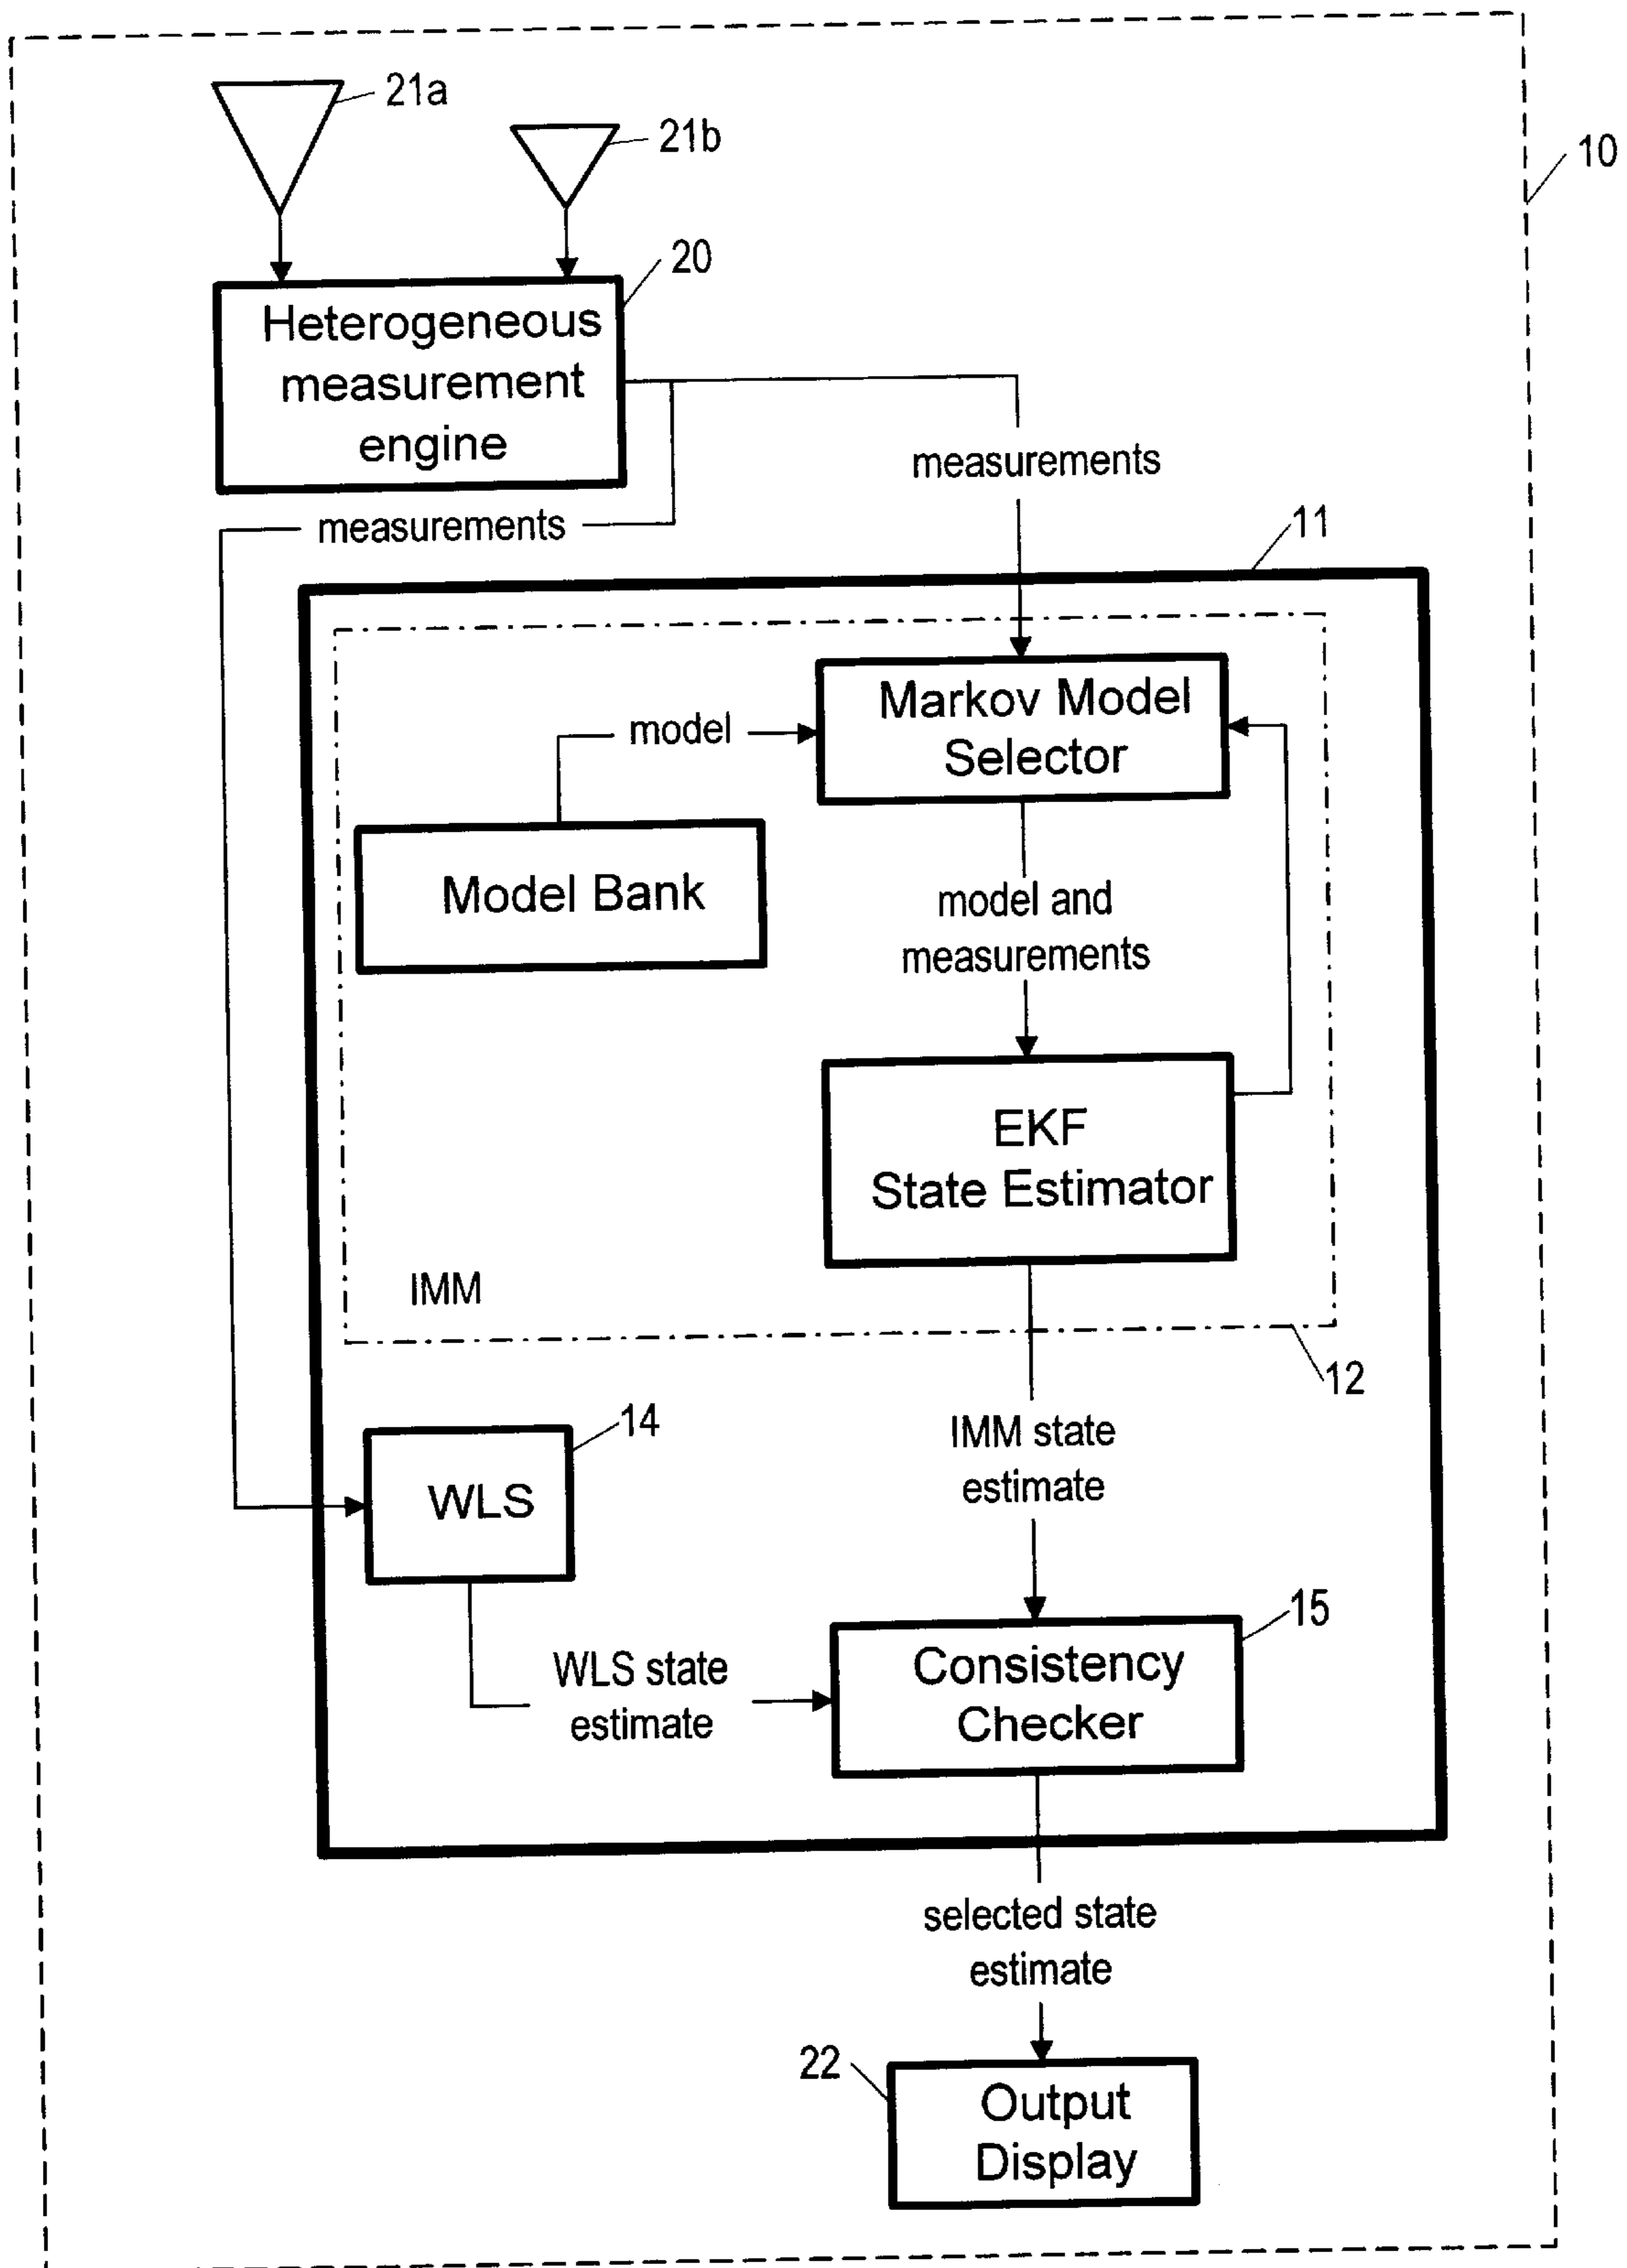 21a
21b
10
20
Heterogeneous
measurement
engine
measurements
measurements
11
Markov Model
Selector
model
Model Bank
model and
measurements
EKF
State Estimator
IMM
12
14
IMM state
estimate
WLS
15
WLS state
estimate
Consistency
Checker
selected state
estimate
22
Output
Display